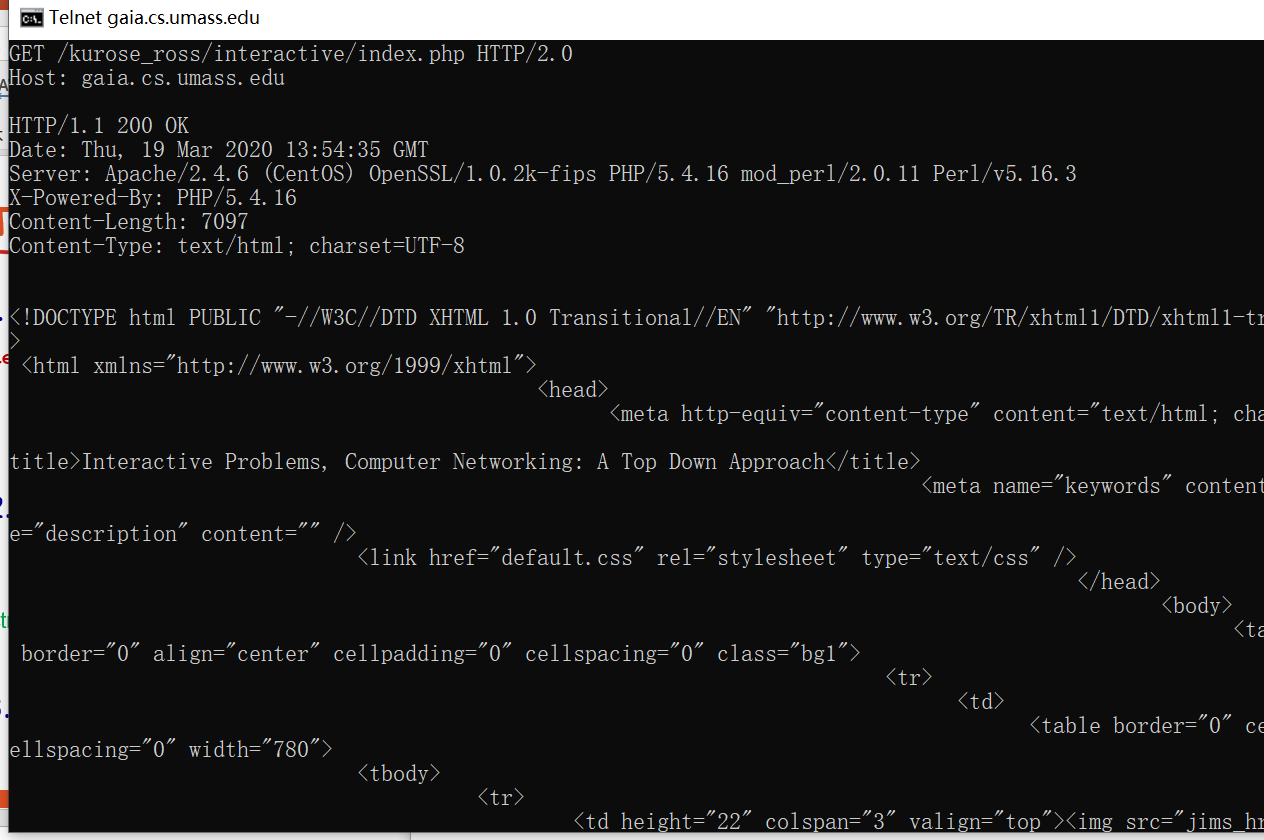 Telnet gaia.cs.umass.edu
GET /kurose_ross/interactive/index.php HTTP/2.0
Host: gaia.cs.umass.edu
HTTP/1.1 200 OK
Date: Thu, 19 Mar 2020 13:54:35 GMT
Server: Apache/2.4.6 (CentOS) OpenSSL/1.0.2k-fips PHP/5.4.16 mod_perl/2.0.11 Perl/v5.16.3
X-Powered-By: PHP/5.4.16
Content-Length: 7097
Content-Type: text/html; charset=UTF-8
<!DOCTYPE html PUBLIC "-//W3C//DTD XHTML 1.0 Transitional//EN" "http://www.w3.org/TR/xhtml1/DTD/xhtml1-tr
>
<html xmlns="http://www.w3.org/1999/xhtml">
<head>
<meta http-equiv="content-type" content="text/html; cha
title>Interactive Problems, Computer Networking: A Top Down Approach</title>
<meta name="keywords" content
e="description" content="" />
<link href="default.css" rel="stylesheet" type="text/css" />
</head>
<body>
<ta
border="0" align="center" cellpadding="0" cellspacing="0" class="bg1">
<tr>
<td>
<table border="0" ce
ellspacing="0" width="780">
<tbody>
<tr>
<td height="22" colspan="3" valign="top"><img src="jims_hr